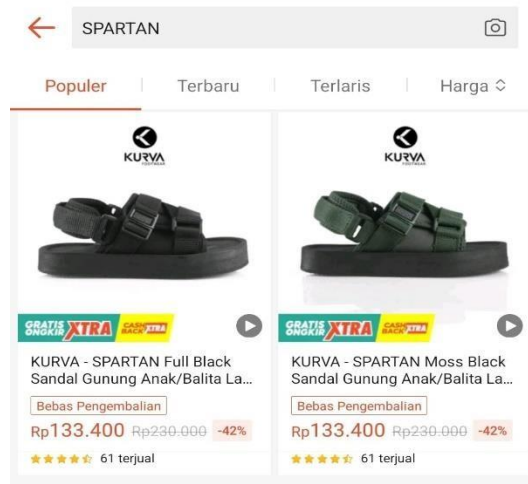 SPARTAN
Populer
Terbaru
Terlaris
Harga
KURVA
FOOTWEAR
GRATIS ONGKIR XTRA CASHBACK XTRA
KURVA - SPARTAN Full Black
Sandal Gunung Anak/Balita La...
Bebas Pengembalian
Rp133.400 Rp230.000 -42%
61 terjual
KURVA
FOOTWEAR
GRATIS ONGKIR XTRA CASHBACK XTRA
KURVA - SPARTAN Moss Black
Sandal Gunung Anak/Balita La...
Bebas Pengembalian
Rp133.400 Rp230.000 -42%
61 terjual